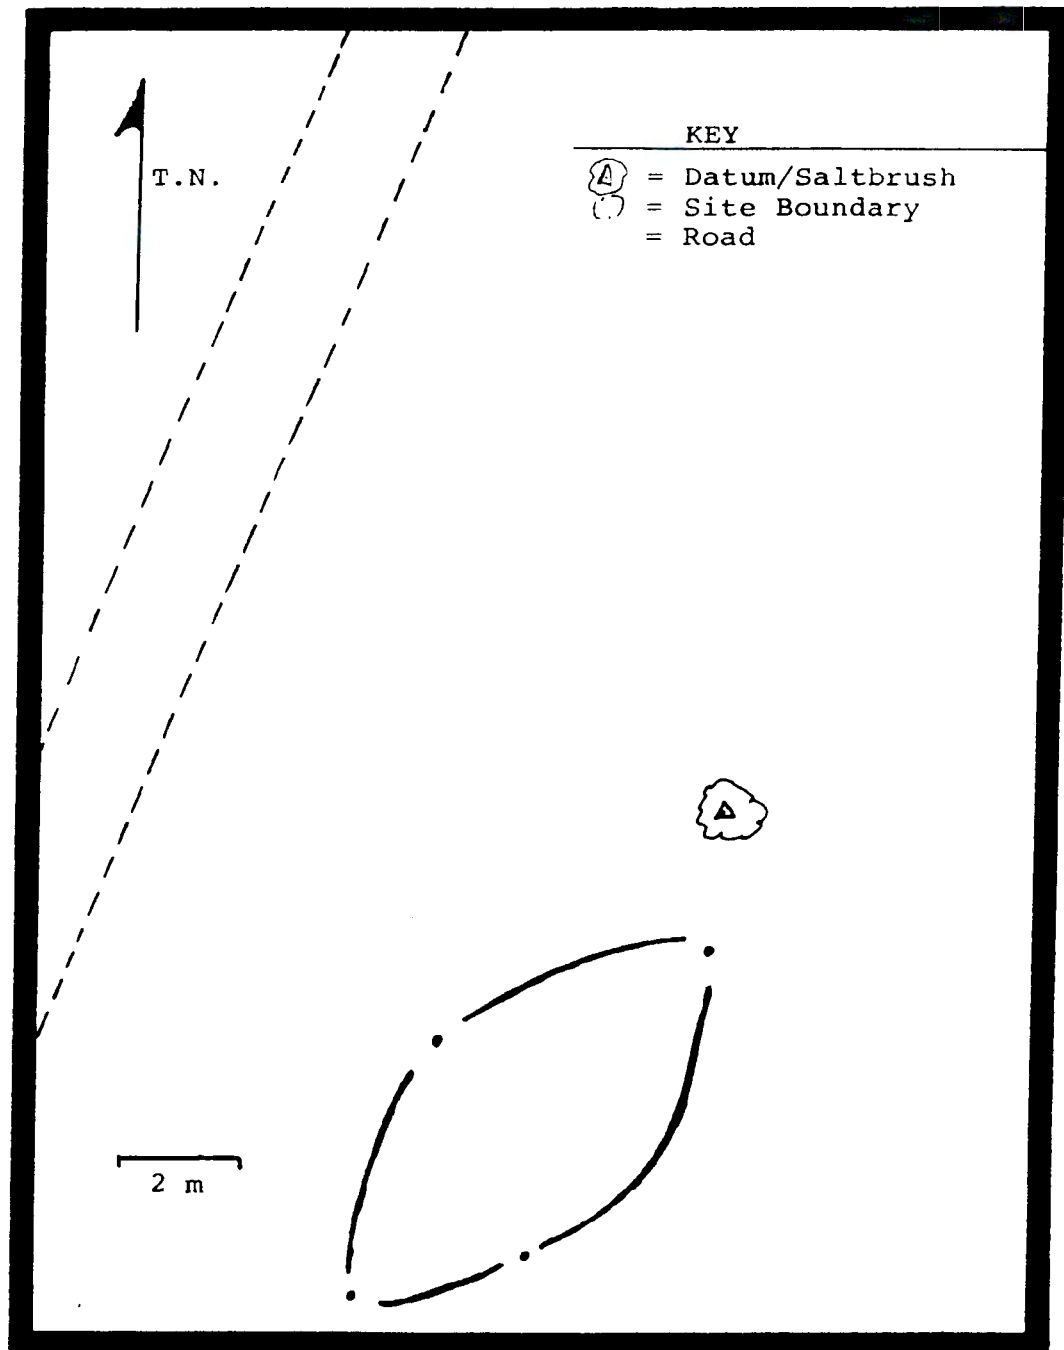 T.N.
KEY
= Datum/Saltbrush
= Site Boundary
= Road
2 m